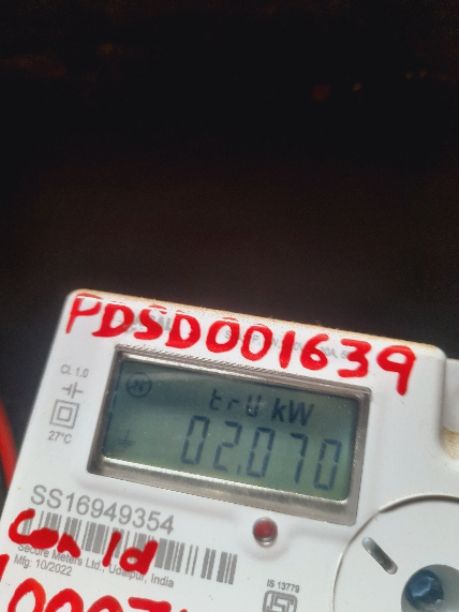 PDSD001639
Cl. 1.0
27°C
trU kW
02.070
SS16949354
Con Id
Secure Meters Ltd., Udaipur, India
Mfg: 10/2022
IS 13779